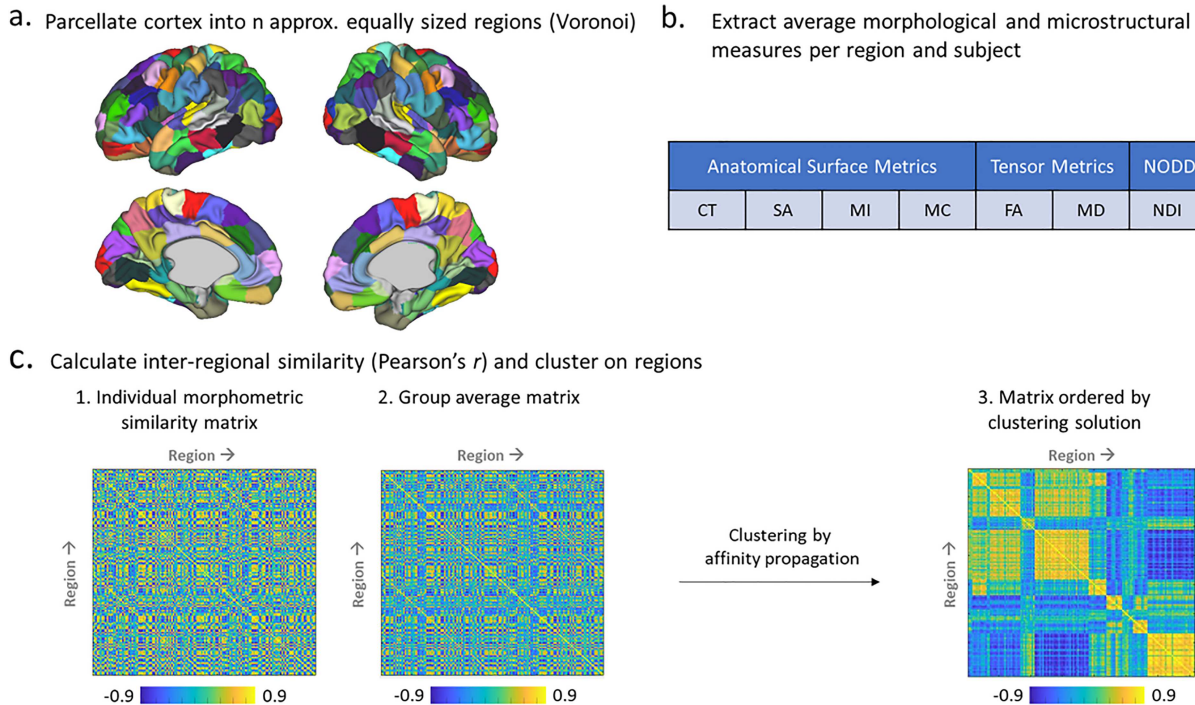 a. Parcellate cortex into n approx. equally sized regions (Voronoi)
b. Extract average morphological and microstructural
measures per region and subject
Anatomical Surface Metrics Tensor Metrics NODD
CT SA MI MC FA MD NDI
c. Calculate inter-regional similarity (Pearson's r) and cluster on regions
1. Individual morphometric
similarity matrix
Region →
Region →
-0.9 0.9
2. Group average matrix
Region →
Region →
-0.9 0.9
Clustering by
affinity propagation
3. Matrix ordered by
clustering solution
Region →
Region →
-0.9 0.9